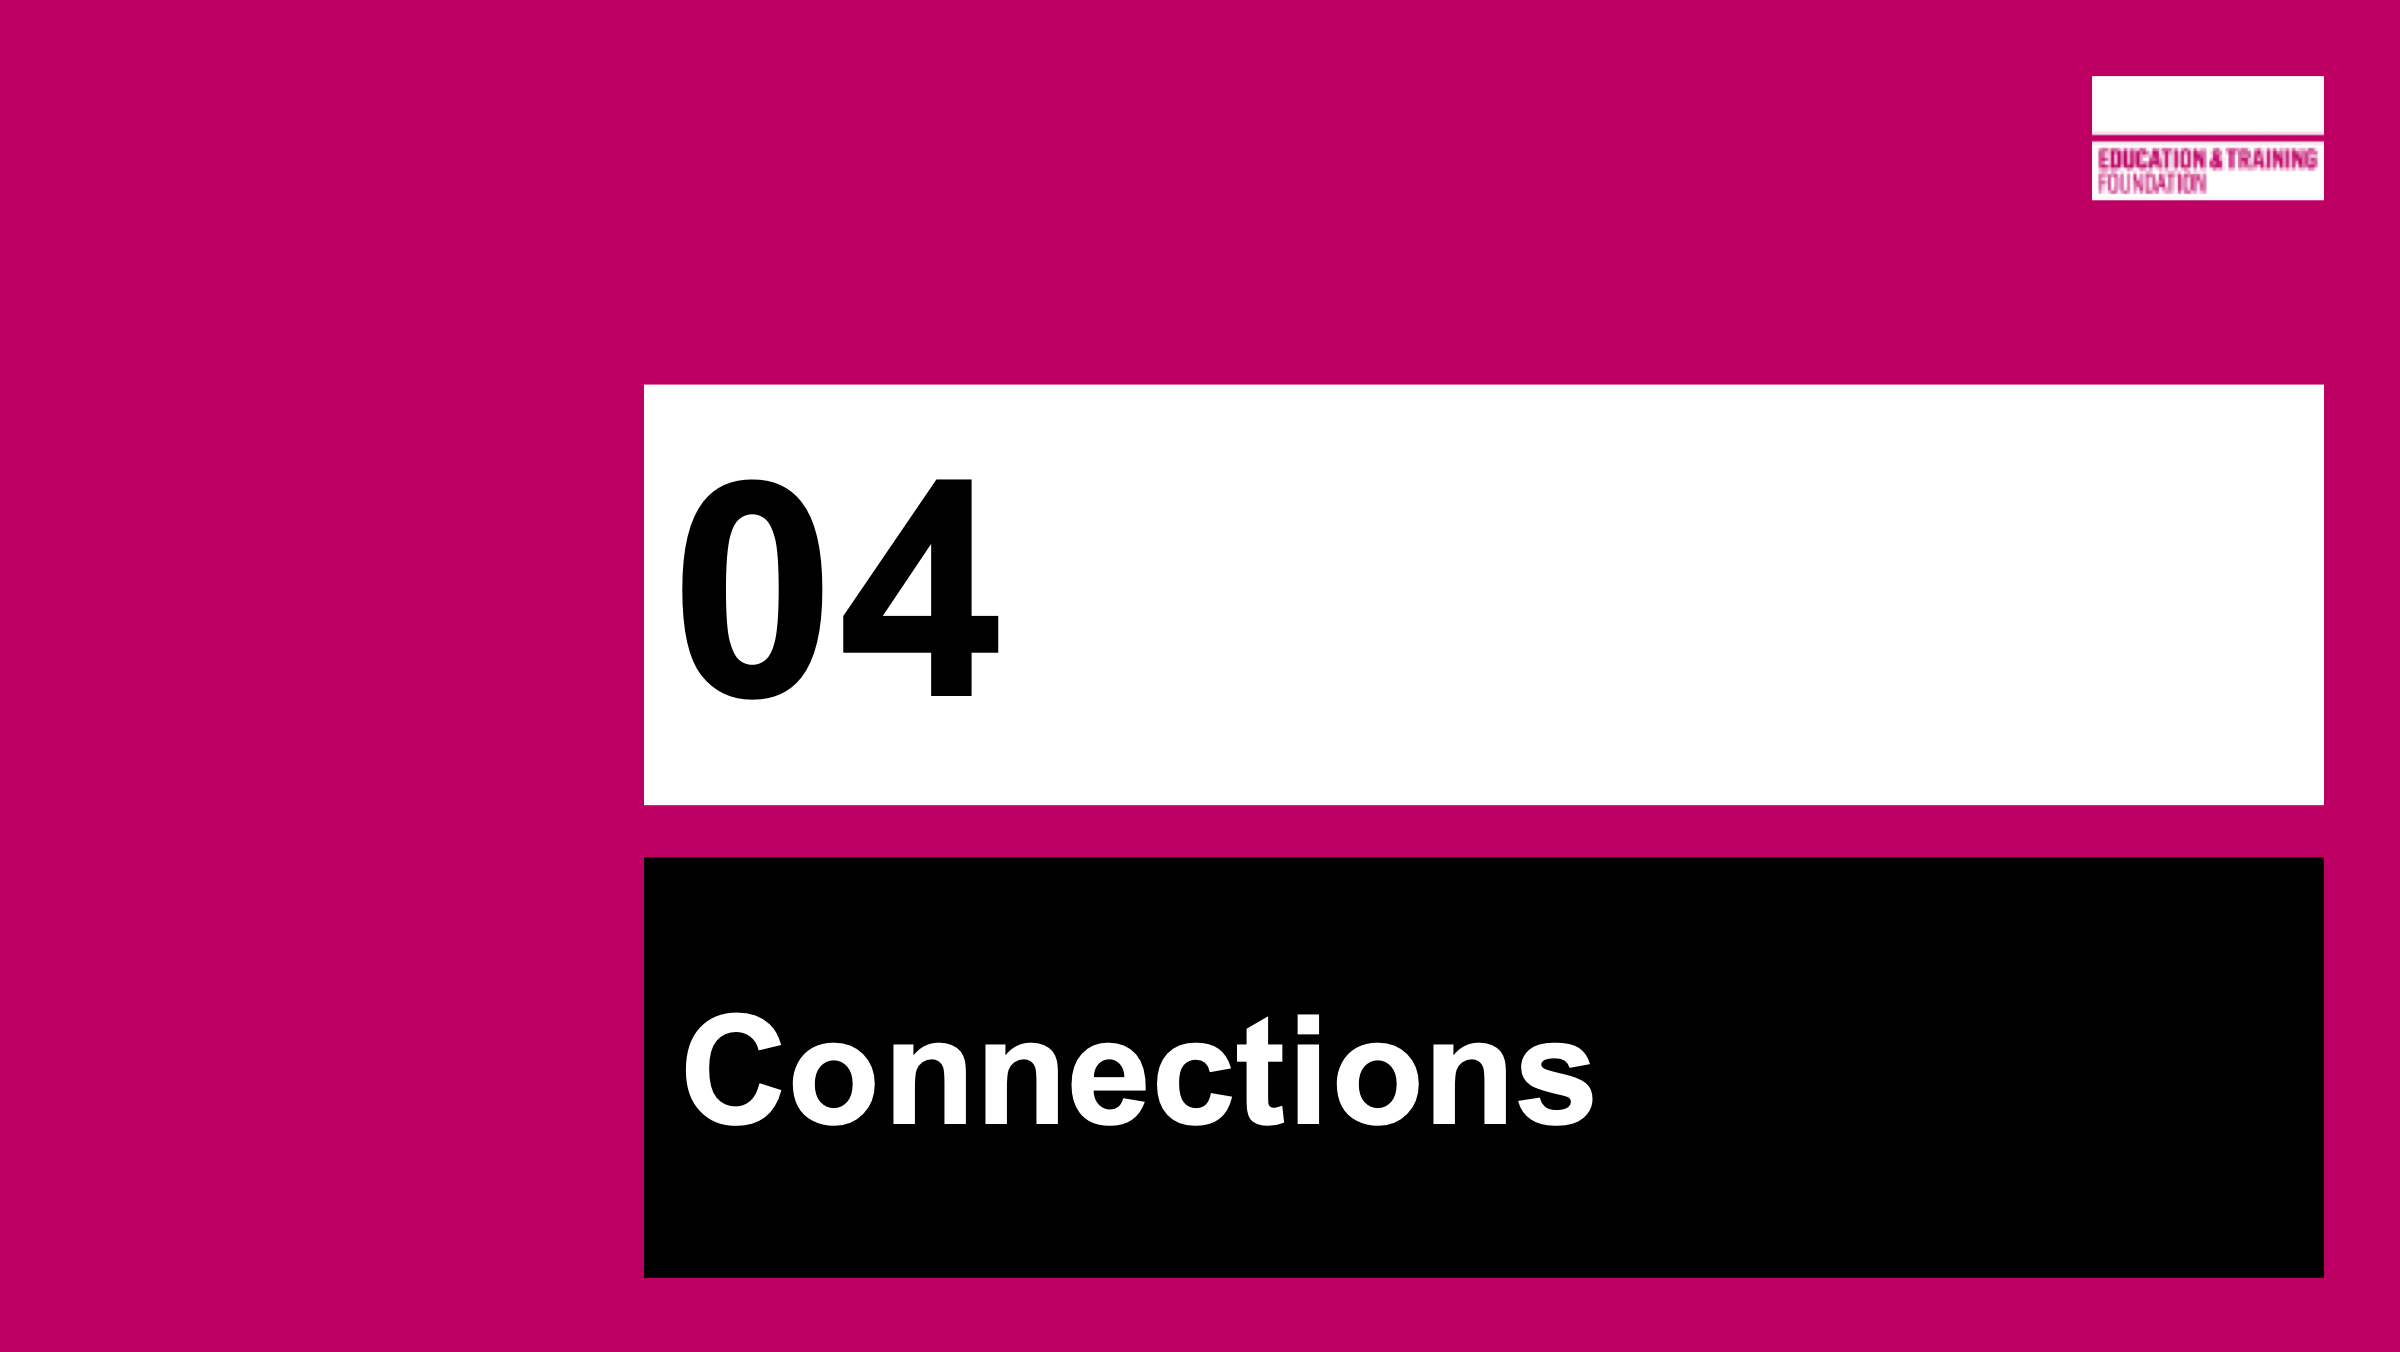 EDUCATION & TRAINING
FOUNDATION
04
Connections